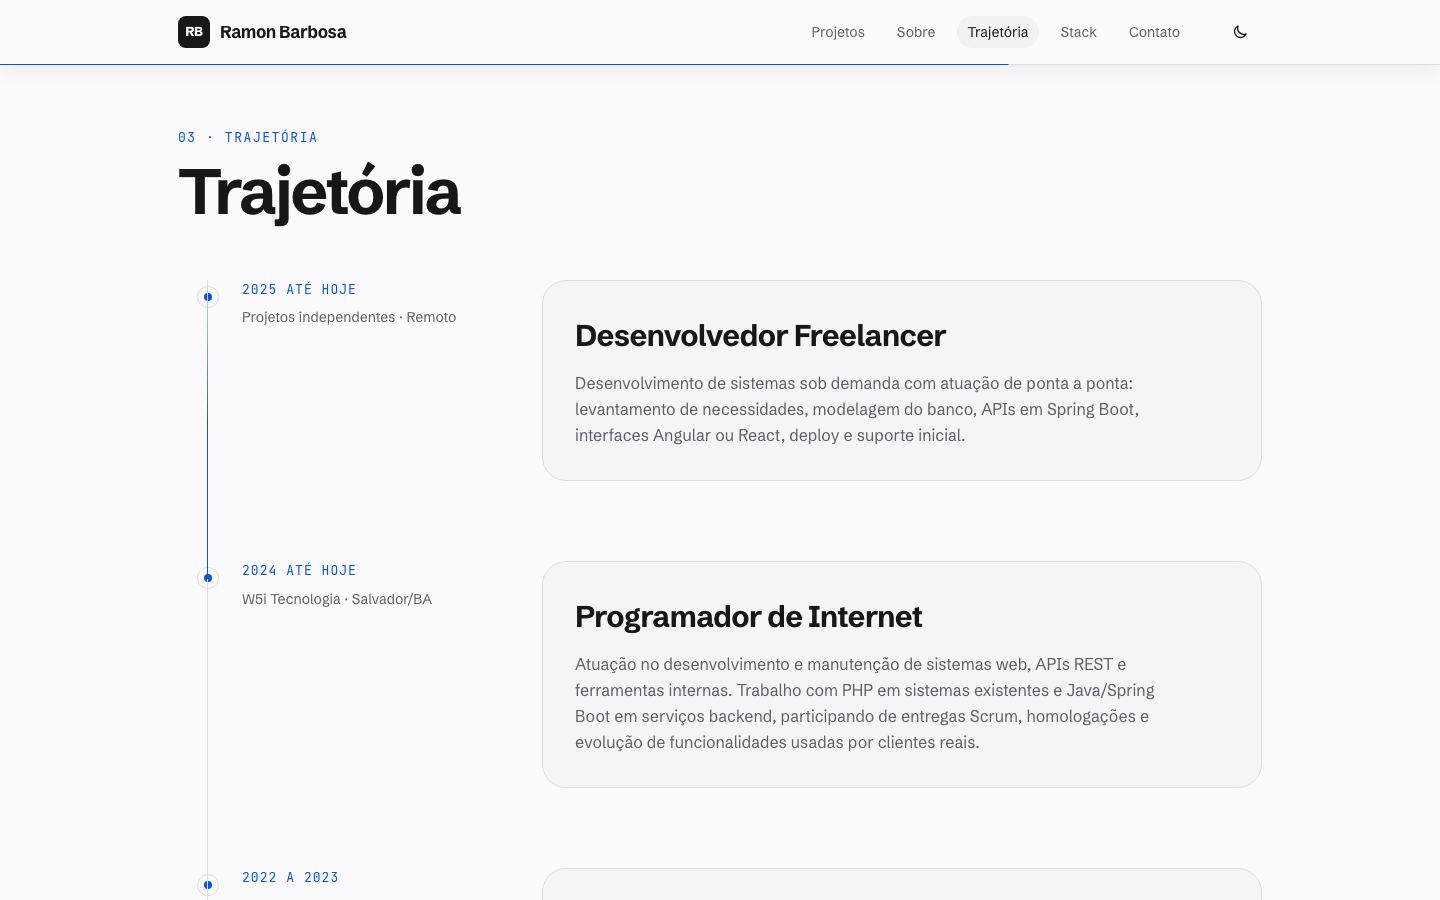 RB
Ramon Barbosa
Projetos
Sobre
Trajetória
Stack
Contato
03 · TRAJETÓRIA
Trajetória
2025 ATÉ HOJE
Projetos independentes · Remoto
Desenvolvedor Freelancer
Desenvolvimento de sistemas sob demanda com atuação de ponta a ponta:
levantamento de necessidades, modelagem do banco, APIs em Spring Boot,
interfaces Angular ou React, deploy e suporte inicial.
2024 ATÉ HOJE
W5i Tecnologia · Salvador/BA
Programador de Internet
Atuação no desenvolvimento e manutenção de sistemas web, APIs REST e
ferramentas internas. Trabalho com PHP em sistemas existentes e Java/Spring
Boot em serviços backend, participando de entregas Scrum, homologações e
evolução de funcionalidades usadas por clientes reais.
2022 A 2023